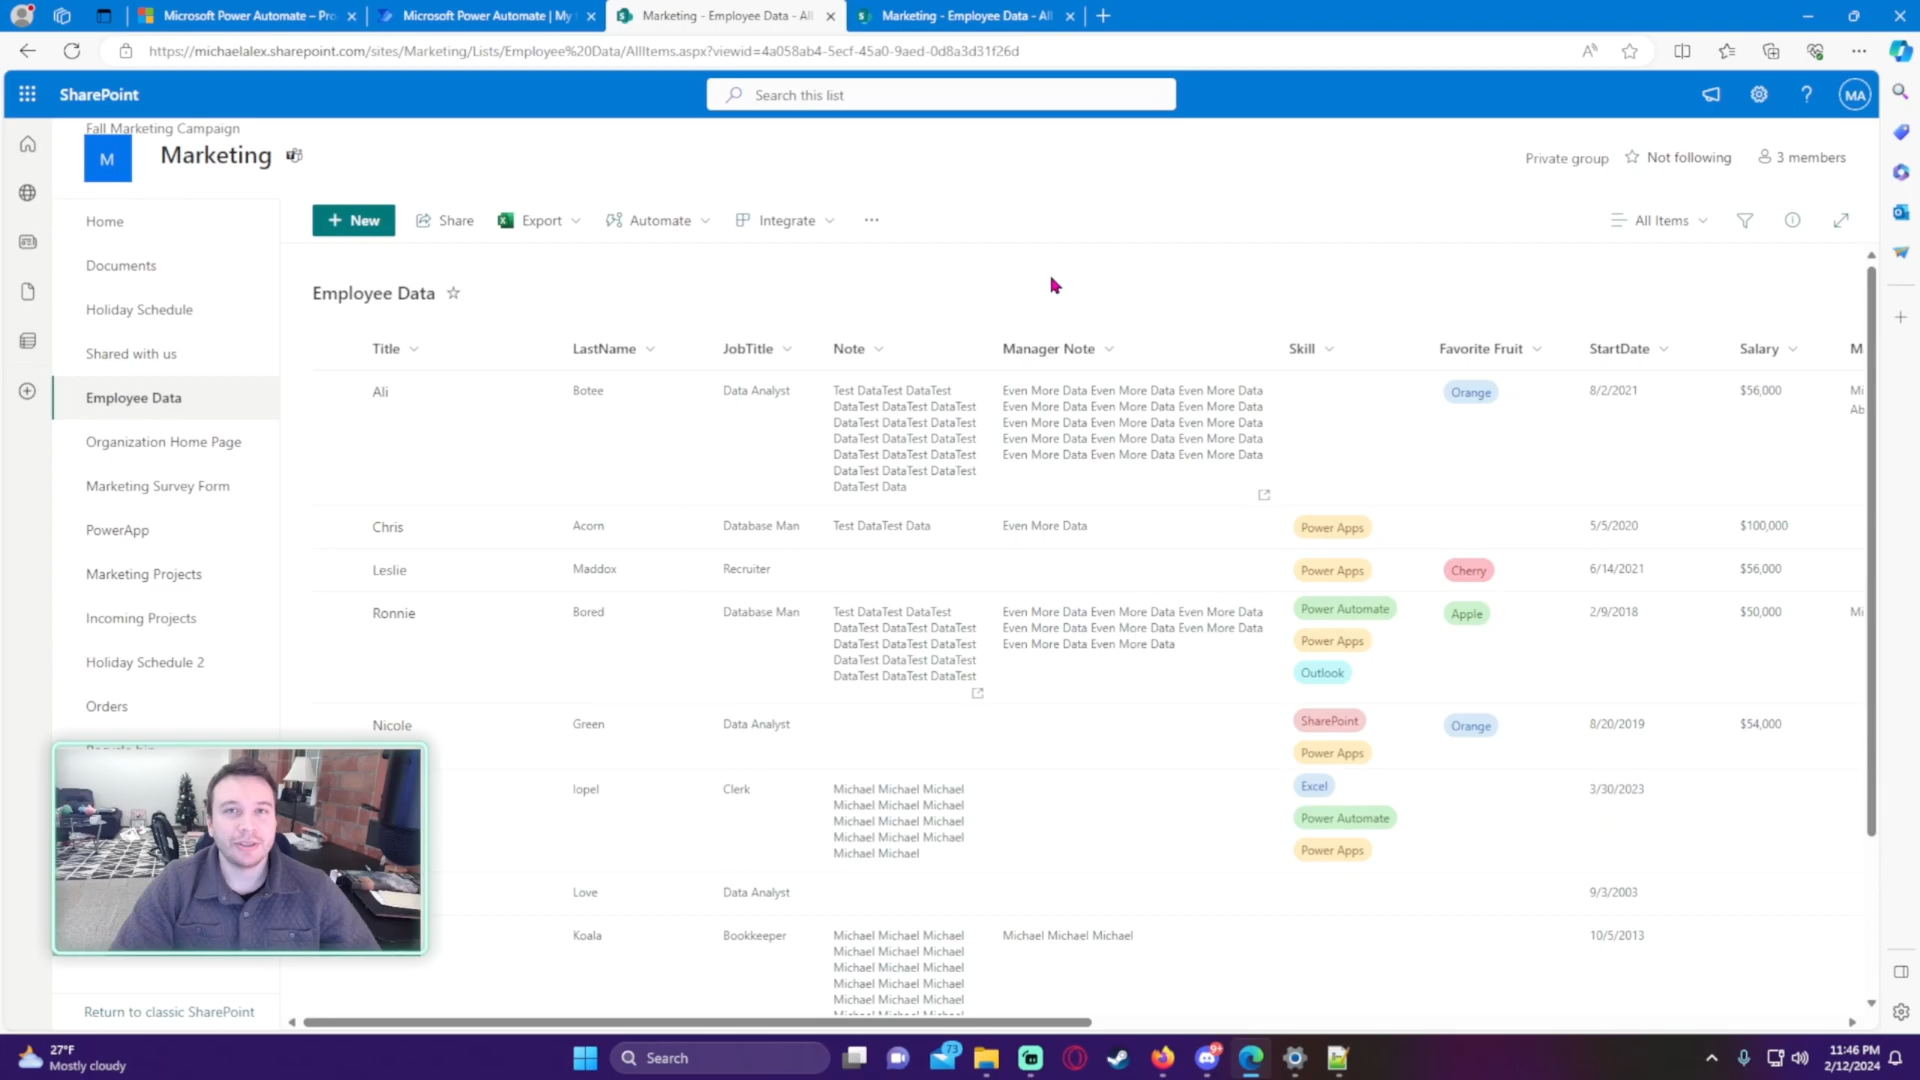 Microsoft Power Automate – Pro
Microsoft Power Automate | My
Marketing - Employee Data - All
Marketing - Employee Data - All
https://michaelalex.sharepoint.com/sites/Marketing/Lists/Employee%20Data/AllItems.aspx?viewid=4a058ab4-5ecf-45a0-9aed-0d8a3d31f26d
SharePoint
Search this list
MA
Fall Marketing Campaign
M
Marketing
Private group
Not following
3 members
New
Share
Export
Automate
Integrate
All Items
Home
Documents
Holiday Schedule
Shared with us
Employee Data
Organization Home Page
Marketing Survey Form
PowerApp
Marketing Projects
Incoming Projects
Holiday Schedule 2
Orders
Return to classic SharePoint
Employee Data
Title LastName JobTitle Note Manager Note Skill Favorite Fruit StartDate Salary M
Ali Botee Data Analyst Test DataTest DataTest Even More Data Even More Data Even More Data Orange 8/2/2021 $56,000 Mi
DataTest DataTest DataTest Even More Data Even More Data Even More Data Ab
DataTest DataTest DataTest Even More Data Even More Data Even More Data
DataTest DataTest DataTest Even More Data Even More Data Even More Data
DataTest DataTest DataTest Even More Data Even More Data Even More Data
DataTest DataTest DataTest
DataTest Data
Chris Acorn Database Man Test DataTest Data Even More Data Power Apps 5/5/2020 $100,000
Leslie Maddox Recruiter Power Apps Cherry 6/14/2021 $56,000
Ronnie Bored Database Man Test DataTest DataTest Even More Data Even More Data Even More Data Power Automate Apple 2/9/2018 $50,000 Mi
DataTest DataTest DataTest Even More Data Even More Data Even More Data
DataTest DataTest DataTest Even More Data Even More Data Power Apps
DataTest DataTest DataTest
DataTest DataTest DataTest Outlook
Nicole Green Data Analyst SharePoint Orange 8/20/2019 $54,000
Power Apps
lopel Clerk Michael Michael Michael Excel 3/30/2023
Michael Michael Michael
Michael Michael Michael Power Automate
Michael Michael Michael
Michael Michael Power Apps
Love Data Analyst 9/3/2003
Koala Bookkeeper Michael Michael Michael Michael Michael Michael 10/5/2013
Michael Michael Michael
Michael Michael Michael
Michael Michael Michael
Michael Michael Michael
27°F
Mostly cloudy
Search
73
9+
11:46 PM
2/12/2024